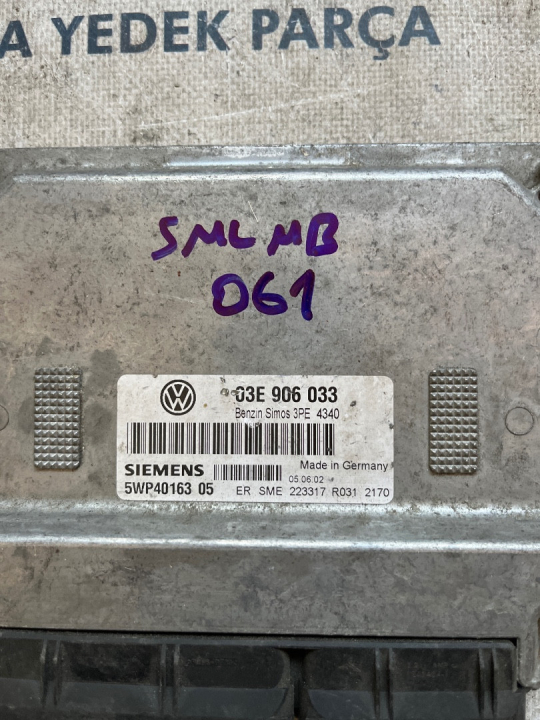 A YEDEK PARÇA
SML MB
061
03E 906 033
Benzin Simos 3PE 4340
SIEMENS
Made in Germany
05.06.02
5WP40163 05
ER SME 223317 R031 2170